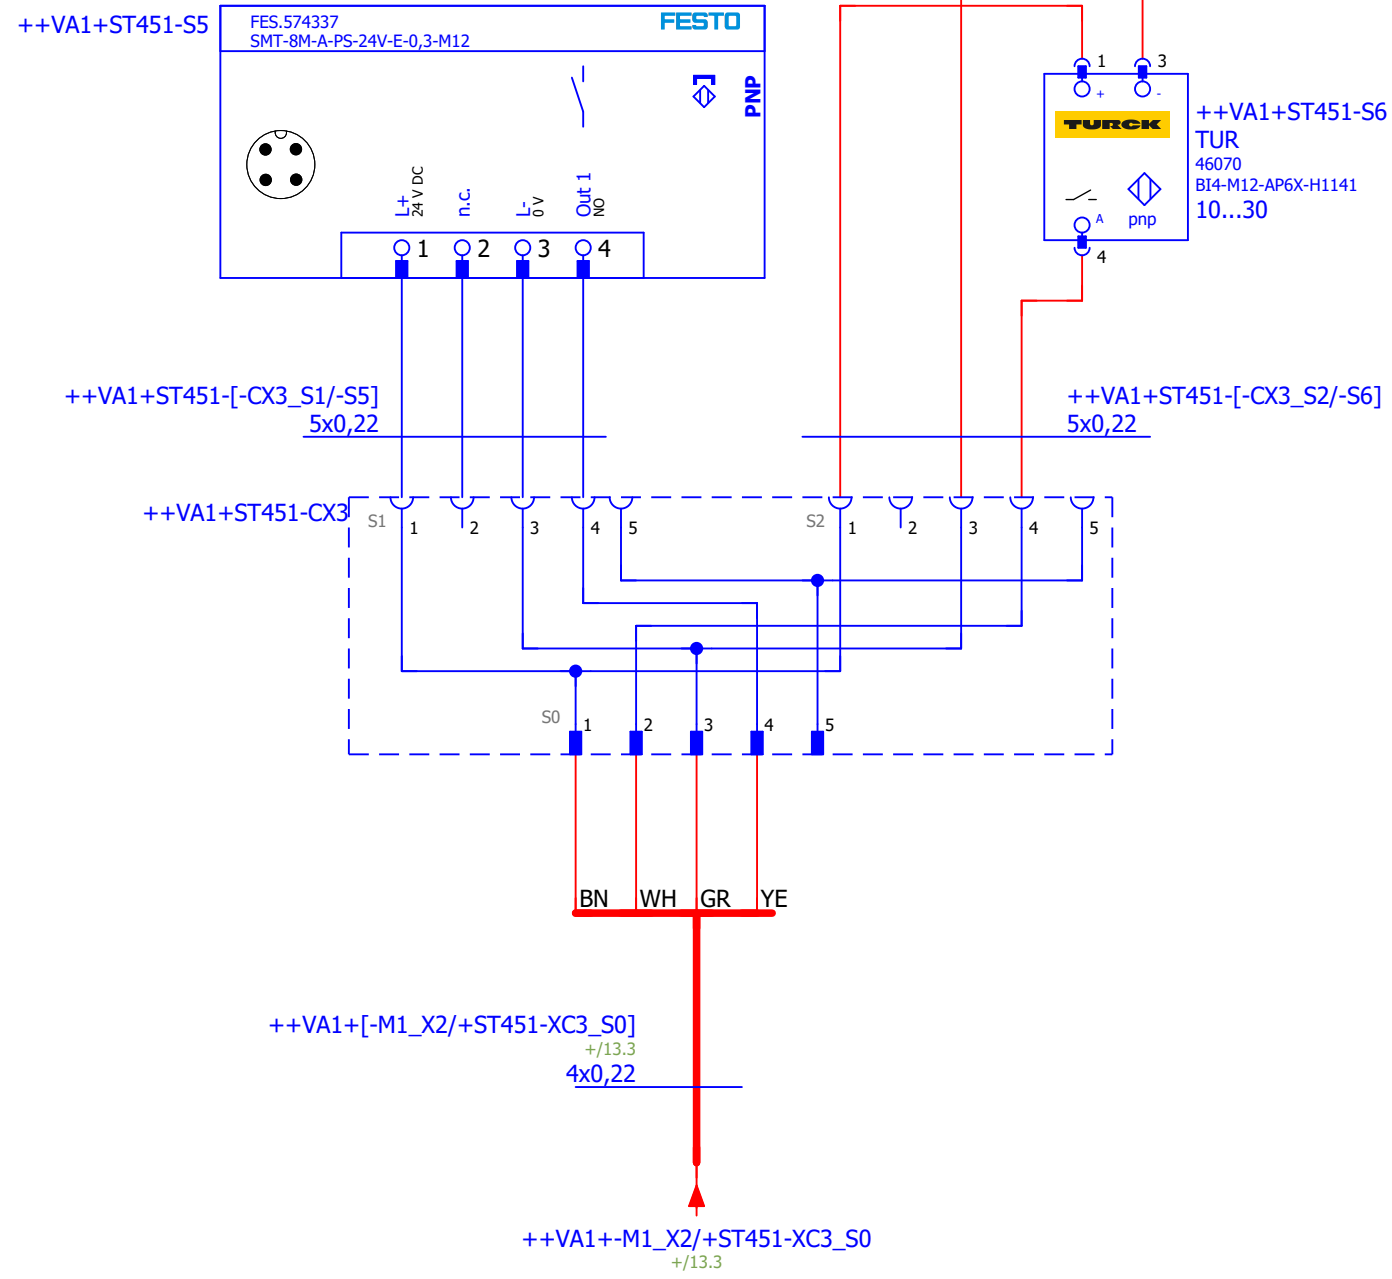 ++VA1+ST451-S5
FES.574337
SMT-8M-A-PS-24V-E-0,3-M12
FESTO
PNP
L+
24 V DC
n.c.
L-
0 V
Out 1
NO
1 2 3 4
1 3
+ -
TURCK
A
pnp
4
++VA1+ST451-S6
TUR
46070
BI4-M12-AP6X-H1141
10...30
++VA1+ST451-[-CX3_S1/-S5]
5x0,22
++VA1+ST451-[-CX3_S2/-S6]
5x0,22
++VA1+ST451-CX3
S1 1 2 3 4 5 S2 1 2 3 4 5
S0 1 2 3 4 5
BN WH GR YE
++VA1+[-M1_X2/+ST451-XC3_S0]
+/13.3
4x0,22
++VA1+-M1_X2/+ST451-XC3_S0
+/13.3